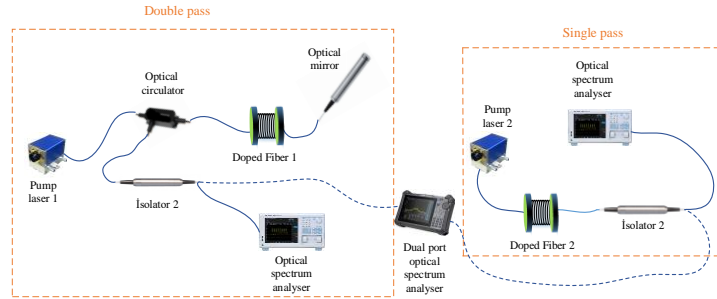 Double pass
Single pass
Optical
mirror
Optical
circulator
Doped Fiber 1
Pump
laser 1
İsolator 2
Optical
spectrum
analyser
Dual port
optical
spectrum
analyser
Optical
spectrum
analyser
Pump
laser 2
Doped Fiber 2
İsolator 2